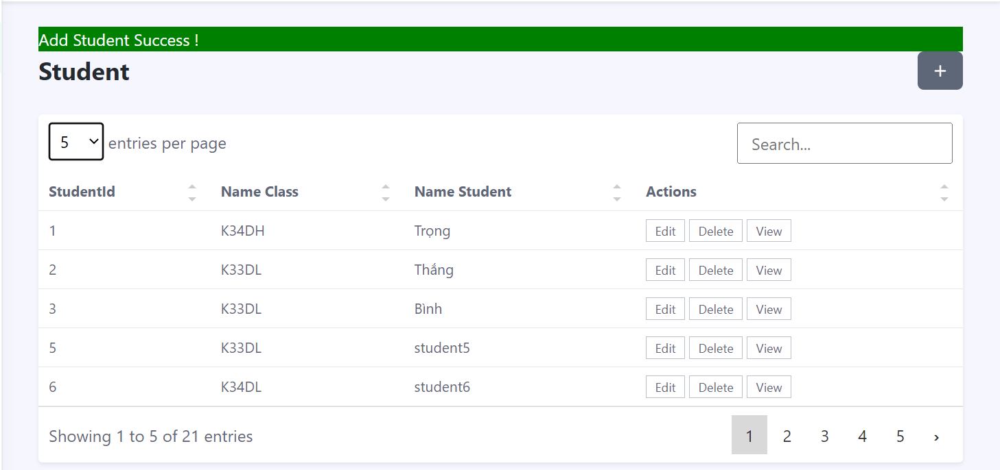 Add Student Success !
Student
+
5 entries per page
Search...
StudentId Name Class Name Student Actions
1 K34DH Trọng Edit Delete View
2 K33DL Thắng Edit Delete View
3 K33DL Bình Edit Delete View
5 K33DL student5 Edit Delete View
6 K34DL student6 Edit Delete View
Showing 1 to 5 of 21 entries
1 2 3 4 5 ›